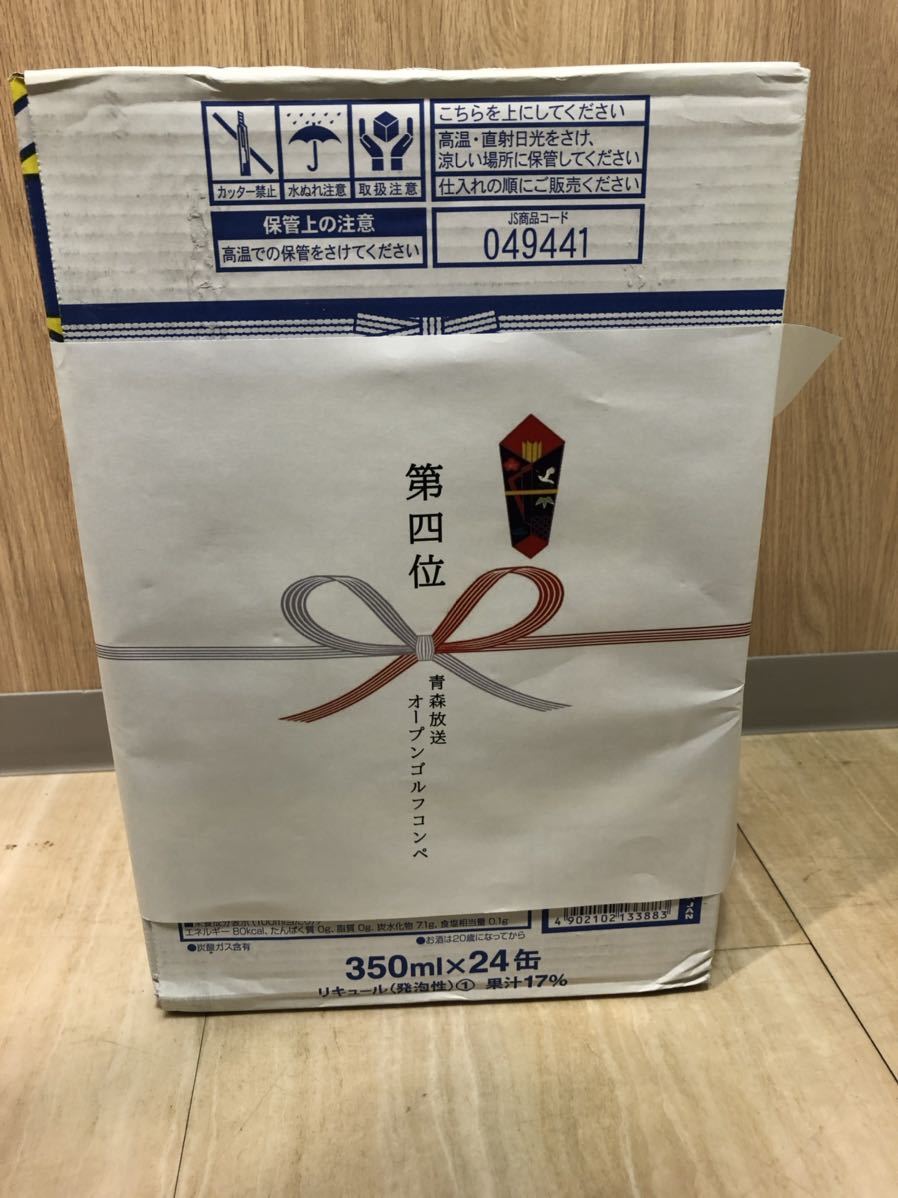 カッター禁止
水ぬれ注意
取扱注意
こちらを上にしてください
高温・直射日光をさけ、
涼しい場所に保管してください
仕入れの順にご販売ください
保管上の注意
高温での保管をさけてください
JS商品コード
049441
第四位
青森放送
オープンゴルフコンペ
エネルギー 80kcal、たんぱく質 0g、脂質 0g、炭水化物 7.1g、食塩相当量 0.1g
●炭酸ガス含有
●お酒は20歳になってから
4 902102 133883
JAN
350ml×24缶
リキュール(発泡性)① 果汁17%